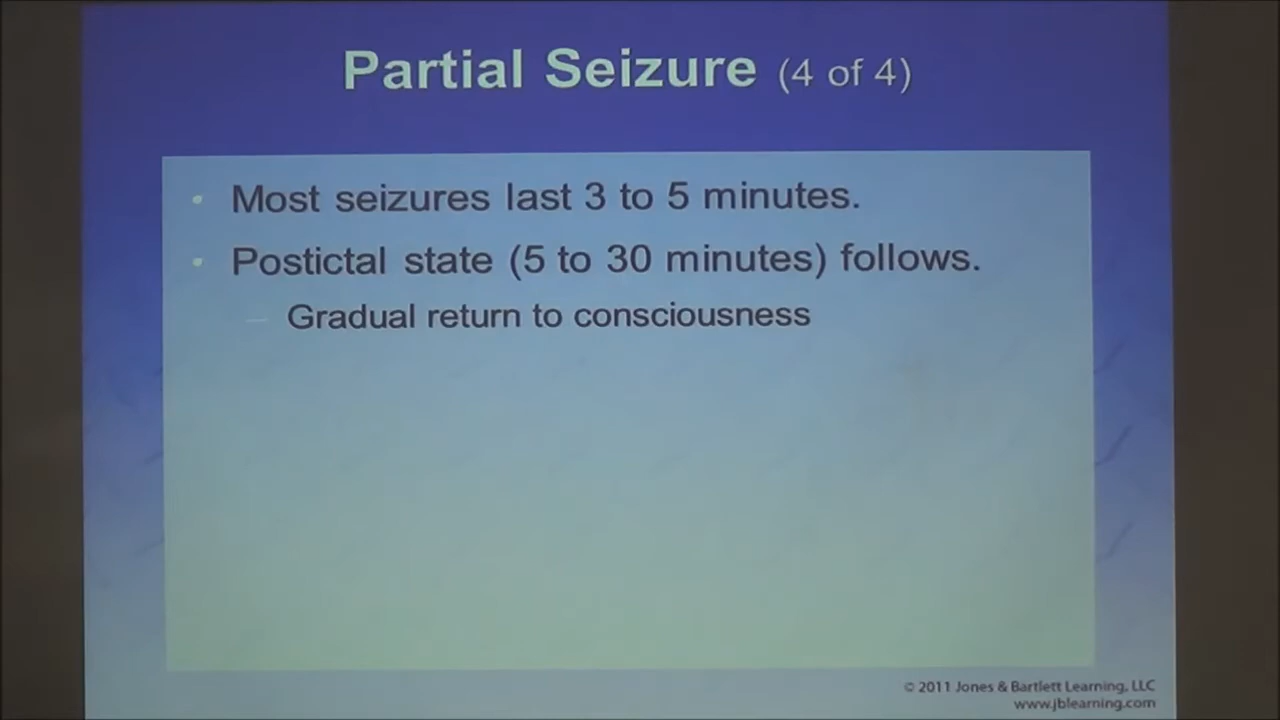 Partial Seizure (4 of 4)
• Most seizures last 3 to 5 minutes.
• Postictal state (5 to 30 minutes) follows.
– Gradual return to consciousness
© 2011 Jones & Bartlett Learning, LLC
www.jblearning.com